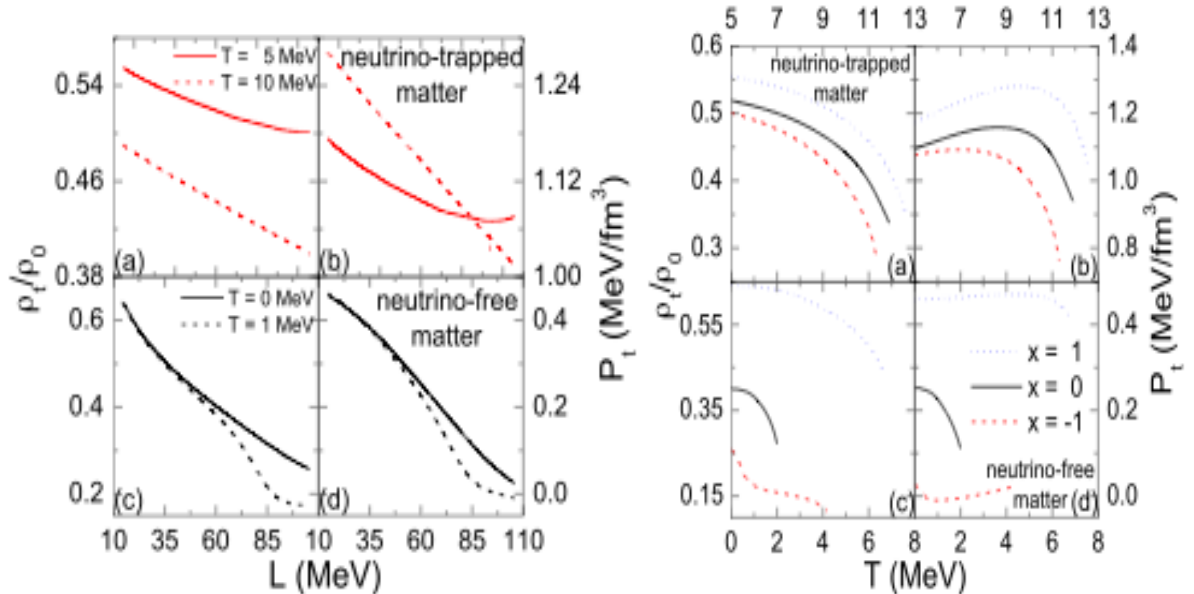 5 7 9 11 13 7 9 11 13
T = 5 MeV
T = 10 MeV
neutrino-trapped
matter
0.54
0.46
0.38
(a)
(b)
1.24
1.12
1.00
ρt/ρ0
Pt (MeV/fm³)
T = 0 MeV
T = 1 MeV
neutrino-free
matter
0.6
0.4
0.2
(c)
(d)
0.4
0.2
0.0
10 35 60 85 10 35 60 85 110
L (MeV)
0.6
0.5
0.4
0.3
neutrino-trapped
matter
(a)
(b)
1.4
1.2
1.0
0.8
ρt/ρ0
Pt (MeV/fm³)
0.55
0.35
0.15
x = 1
x = 0
x = -1
neutrino-free
matter
(c)
(d)
0.4
0.2
0.0
0 2 4 6 8 2 4 6 8
T (MeV)